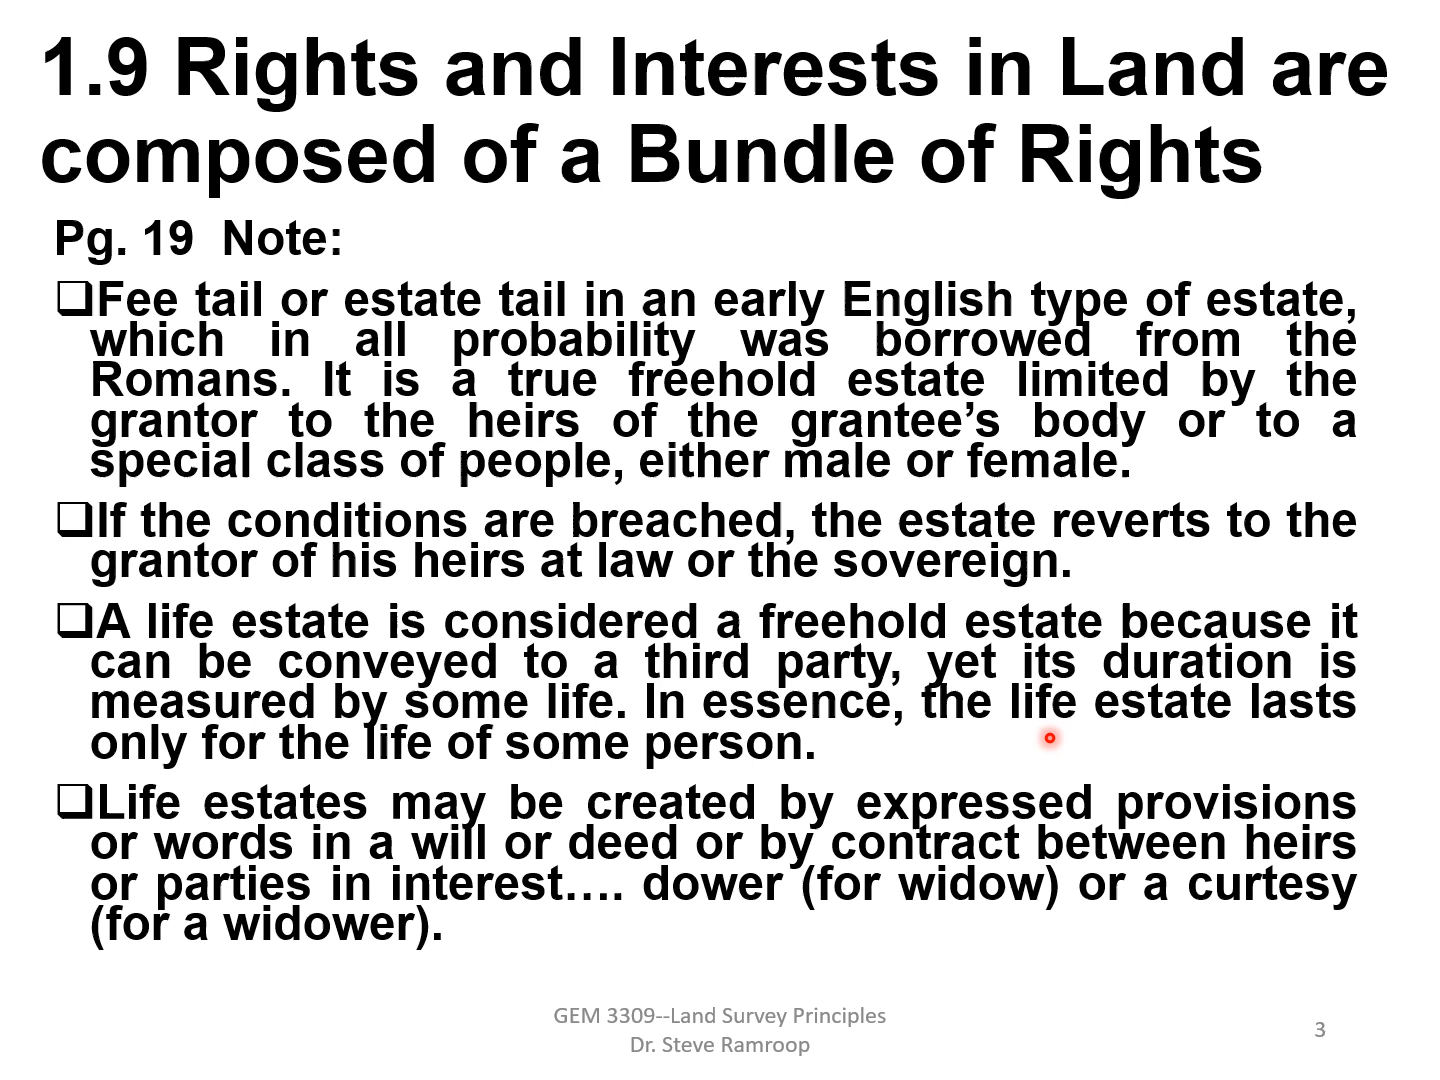 1.9 Rights and Interests in Land are
composed of a Bundle of Rights
Pg. 19 Note:
❑Fee tail or estate tail in an early English type of estate,
which in all probability was borrowed from the
Romans. It is a true freehold estate limited by the
grantor to the heirs of the grantee’s body or to a
special class of people, either male or female.
❑If the conditions are breached, the estate reverts to the
grantor of his heirs at law or the sovereign.
❑A life estate is considered a freehold estate because it
can be conveyed to a third party, yet its duration is
measured by some life. In essence, the life estate lasts
only for the life of some person.
❑Life estates may be created by expressed provisions
or words in a will or deed or by contract between heirs
or parties in interest…. dower (for widow) or a curtesy
(for a widower).
GEM 3309--Land Survey Principles
Dr. Steve Ramroop
3